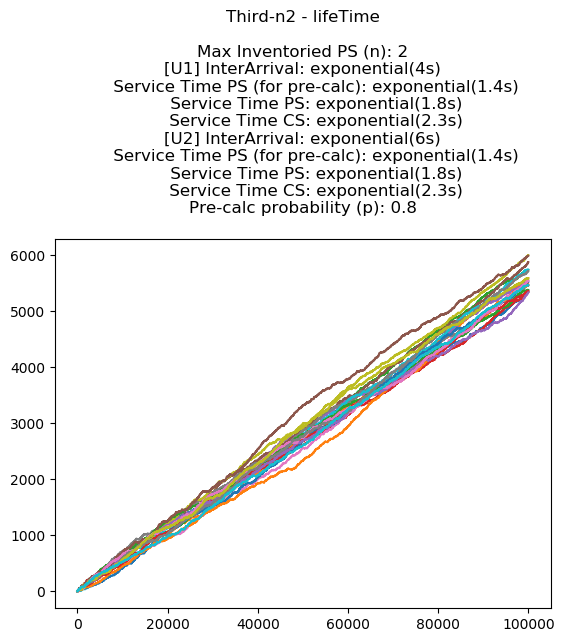 Third-n2 - lifeTime
Max Inventoried PS (n): 2
[U1] InterArrival: exponential(4s)
Service Time PS (for pre-calc): exponential(1.4s)
Service Time PS: exponential(1.8s)
Service Time CS: exponential(2.3s)
[U2] InterArrival: exponential(6s)
Service Time PS (for pre-calc): exponential(1.4s)
Service Time PS: exponential(1.8s)
Service Time CS: exponential(2.3s)
Pre-calc probability (p): 0.8
6000
5000
4000
3000
2000
1000
0
0 20000 40000 60000 80000 100000